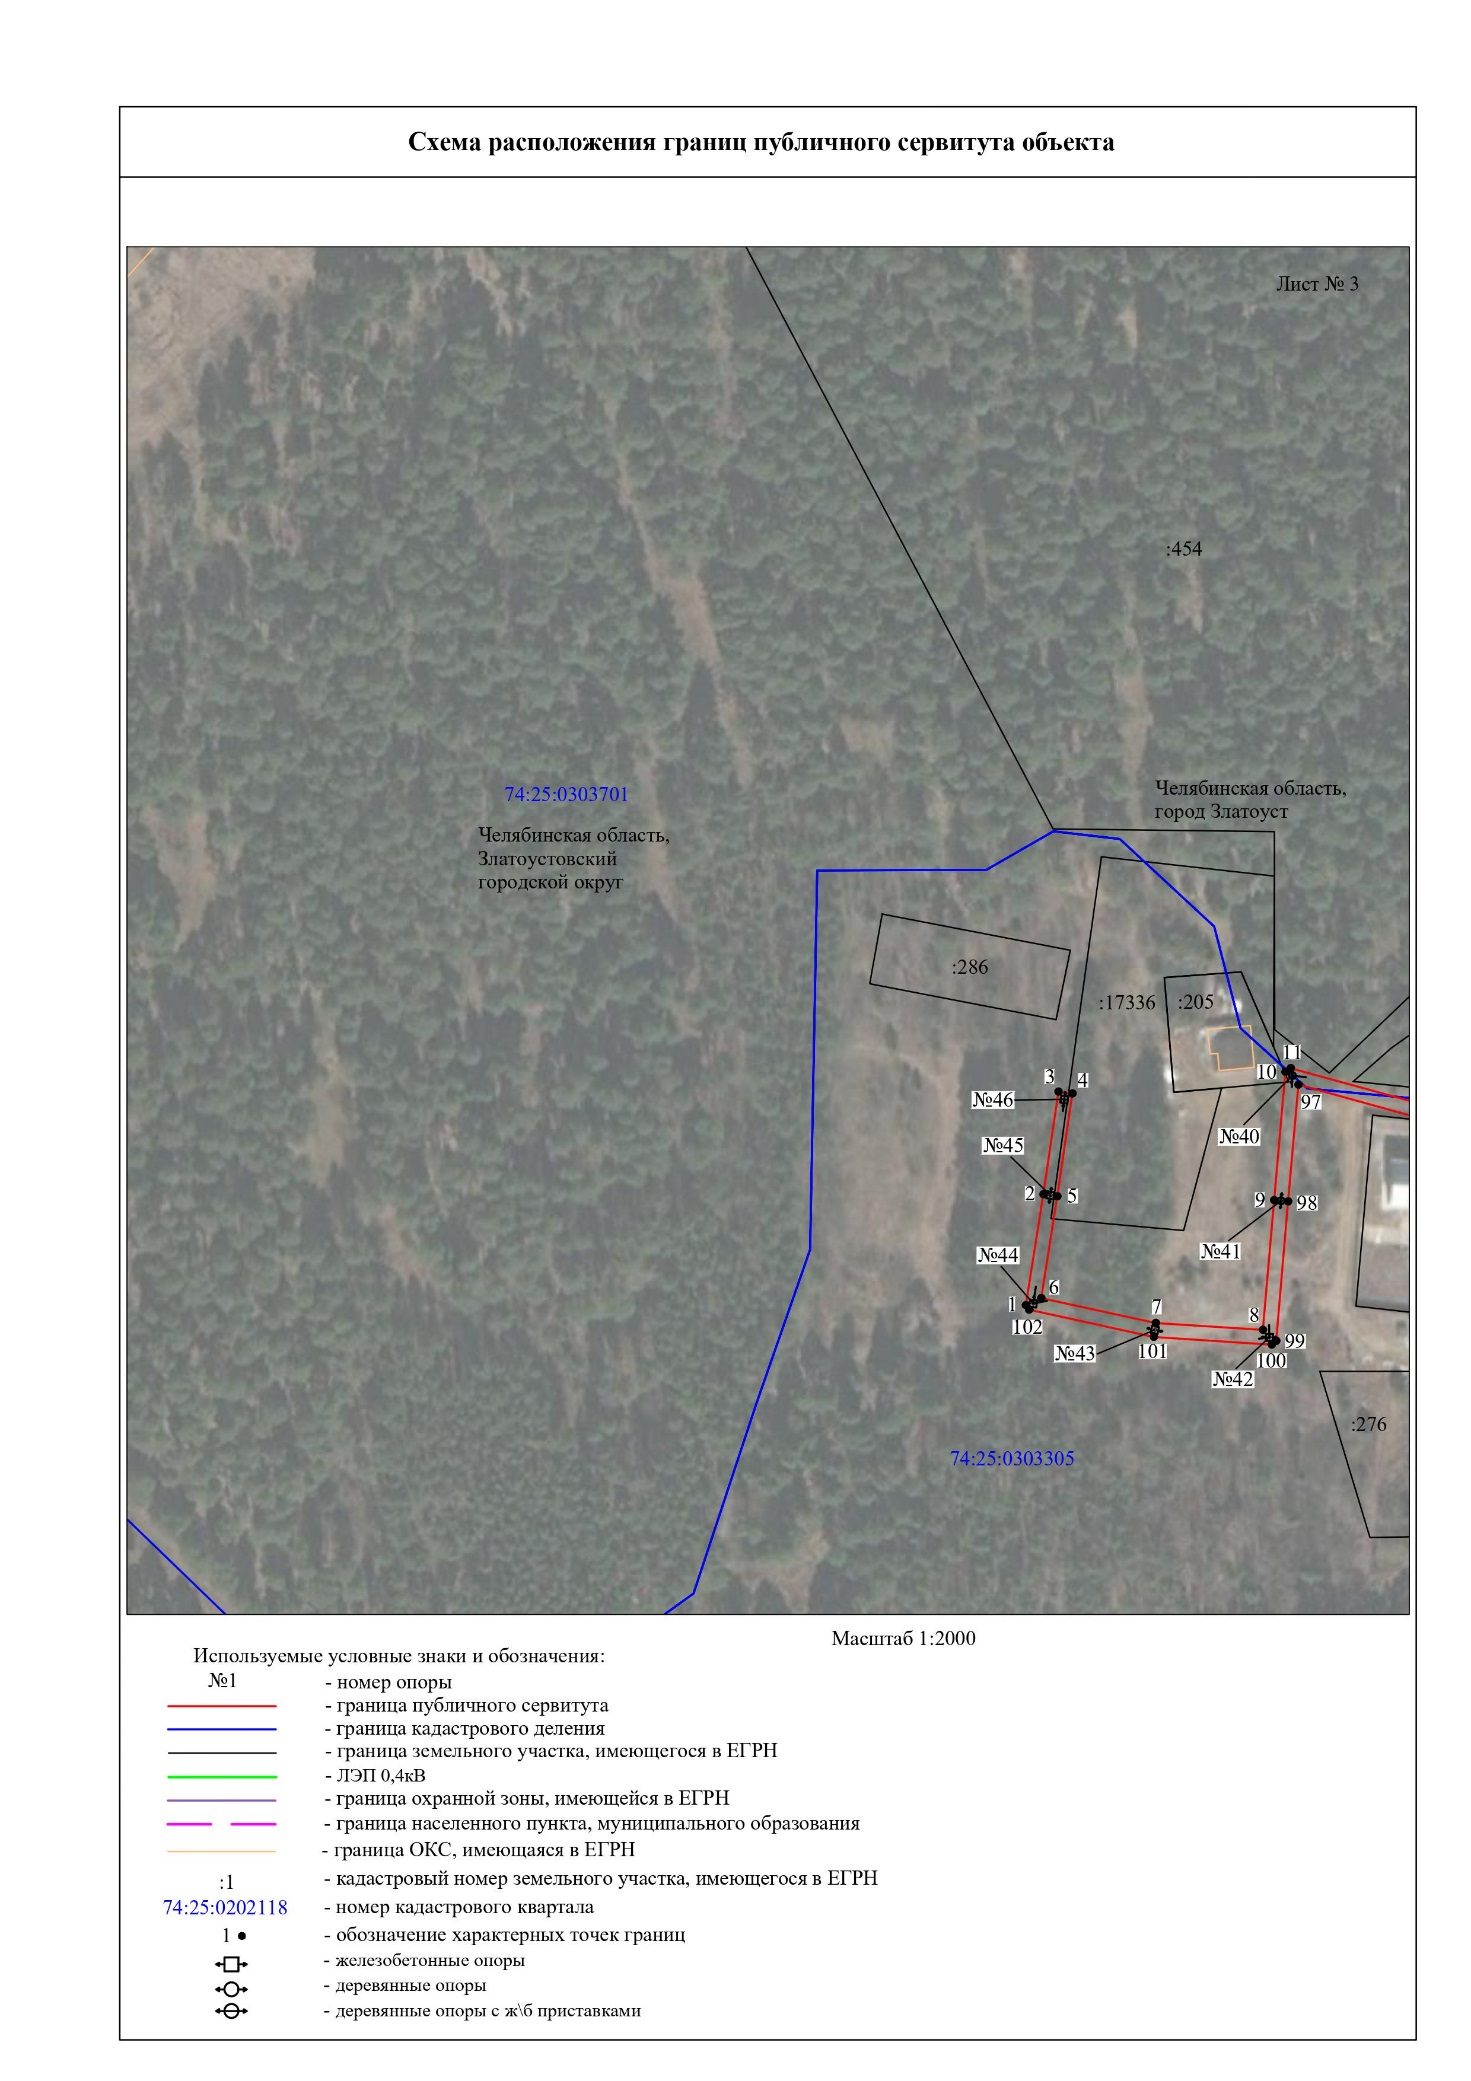 Схема расположения границ публичного сервитута объекта
Лист № 3
:454
74:25:0303701
Челябинская область,
Златоустовский
городской округ
Челябинская область,
город Златоуст
:286
:17336
:205
11
10
97
3
4
№46
№40
№45
2
5
9
98
№41
№44
6
1
102
7
8
№43
101
99
100
№42
:276
74:25:0303305
Масштаб 1:2000
Используемые условные знаки и обозначения:
№1 - номер опоры
- граница публичного сервитута
- граница кадастрового деления
- граница земельного участка, имеющегося в ЕГРН
- ЛЭП 0,4кВ
- граница охранной зоны, имеющейся в ЕГРН
- граница населенного пункта, муниципального образования
- граница ОКС, имеющаяся в ЕГРН
:1 - кадастровый номер земельного участка, имеющегося в ЕГРН
74:25:0202118 - номер кадастрового квартала
1 - обозначение характерных точек границ
- железобетонные опоры
- деревянные опоры
- деревянные опоры с ж\б приставками